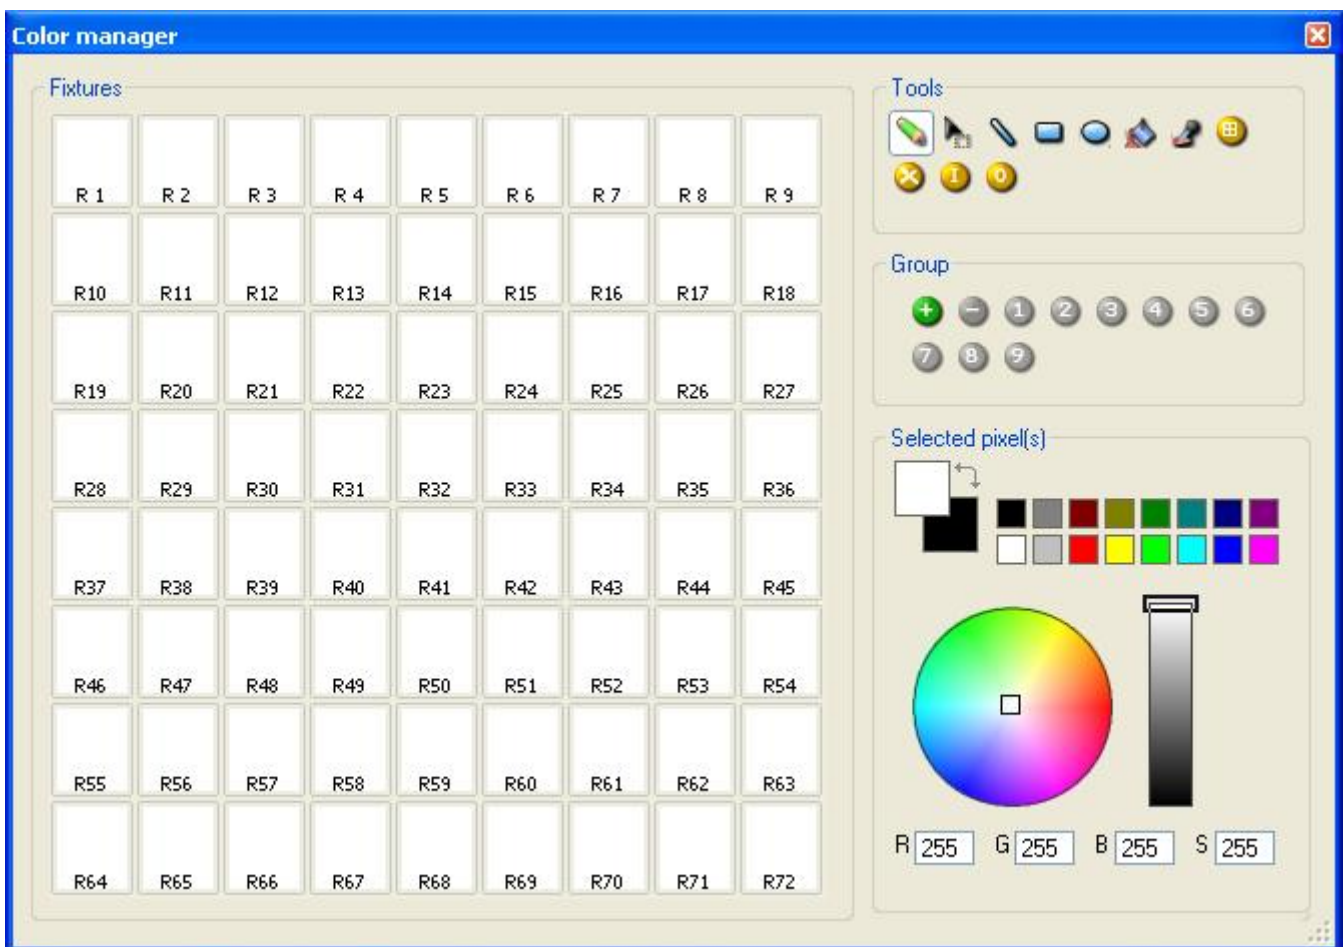 Color manager
Fixtures
R 1 R 2 R 3 R 4 R 5 R 6 R 7 R 8 R 9
R10 R11 R12 R13 R14 R15 R16 R17 R18
R19 R20 R21 R22 R23 R24 R25 R26 R27
R28 R29 R30 R31 R32 R33 R34 R35 R36
R37 R38 R39 R40 R41 R42 R43 R44 R45
R46 R47 R48 R49 R50 R51 R52 R53 R54
R55 R56 R57 R58 R59 R60 R61 R62 R63
R64 R65 R66 R67 R68 R69 R70 R71 R72
Tools
X I O
Group
+ - 1 2 3 4 5 6
7 8 9
Selected pixel(s)
R 255 G 255 B 255 S 255